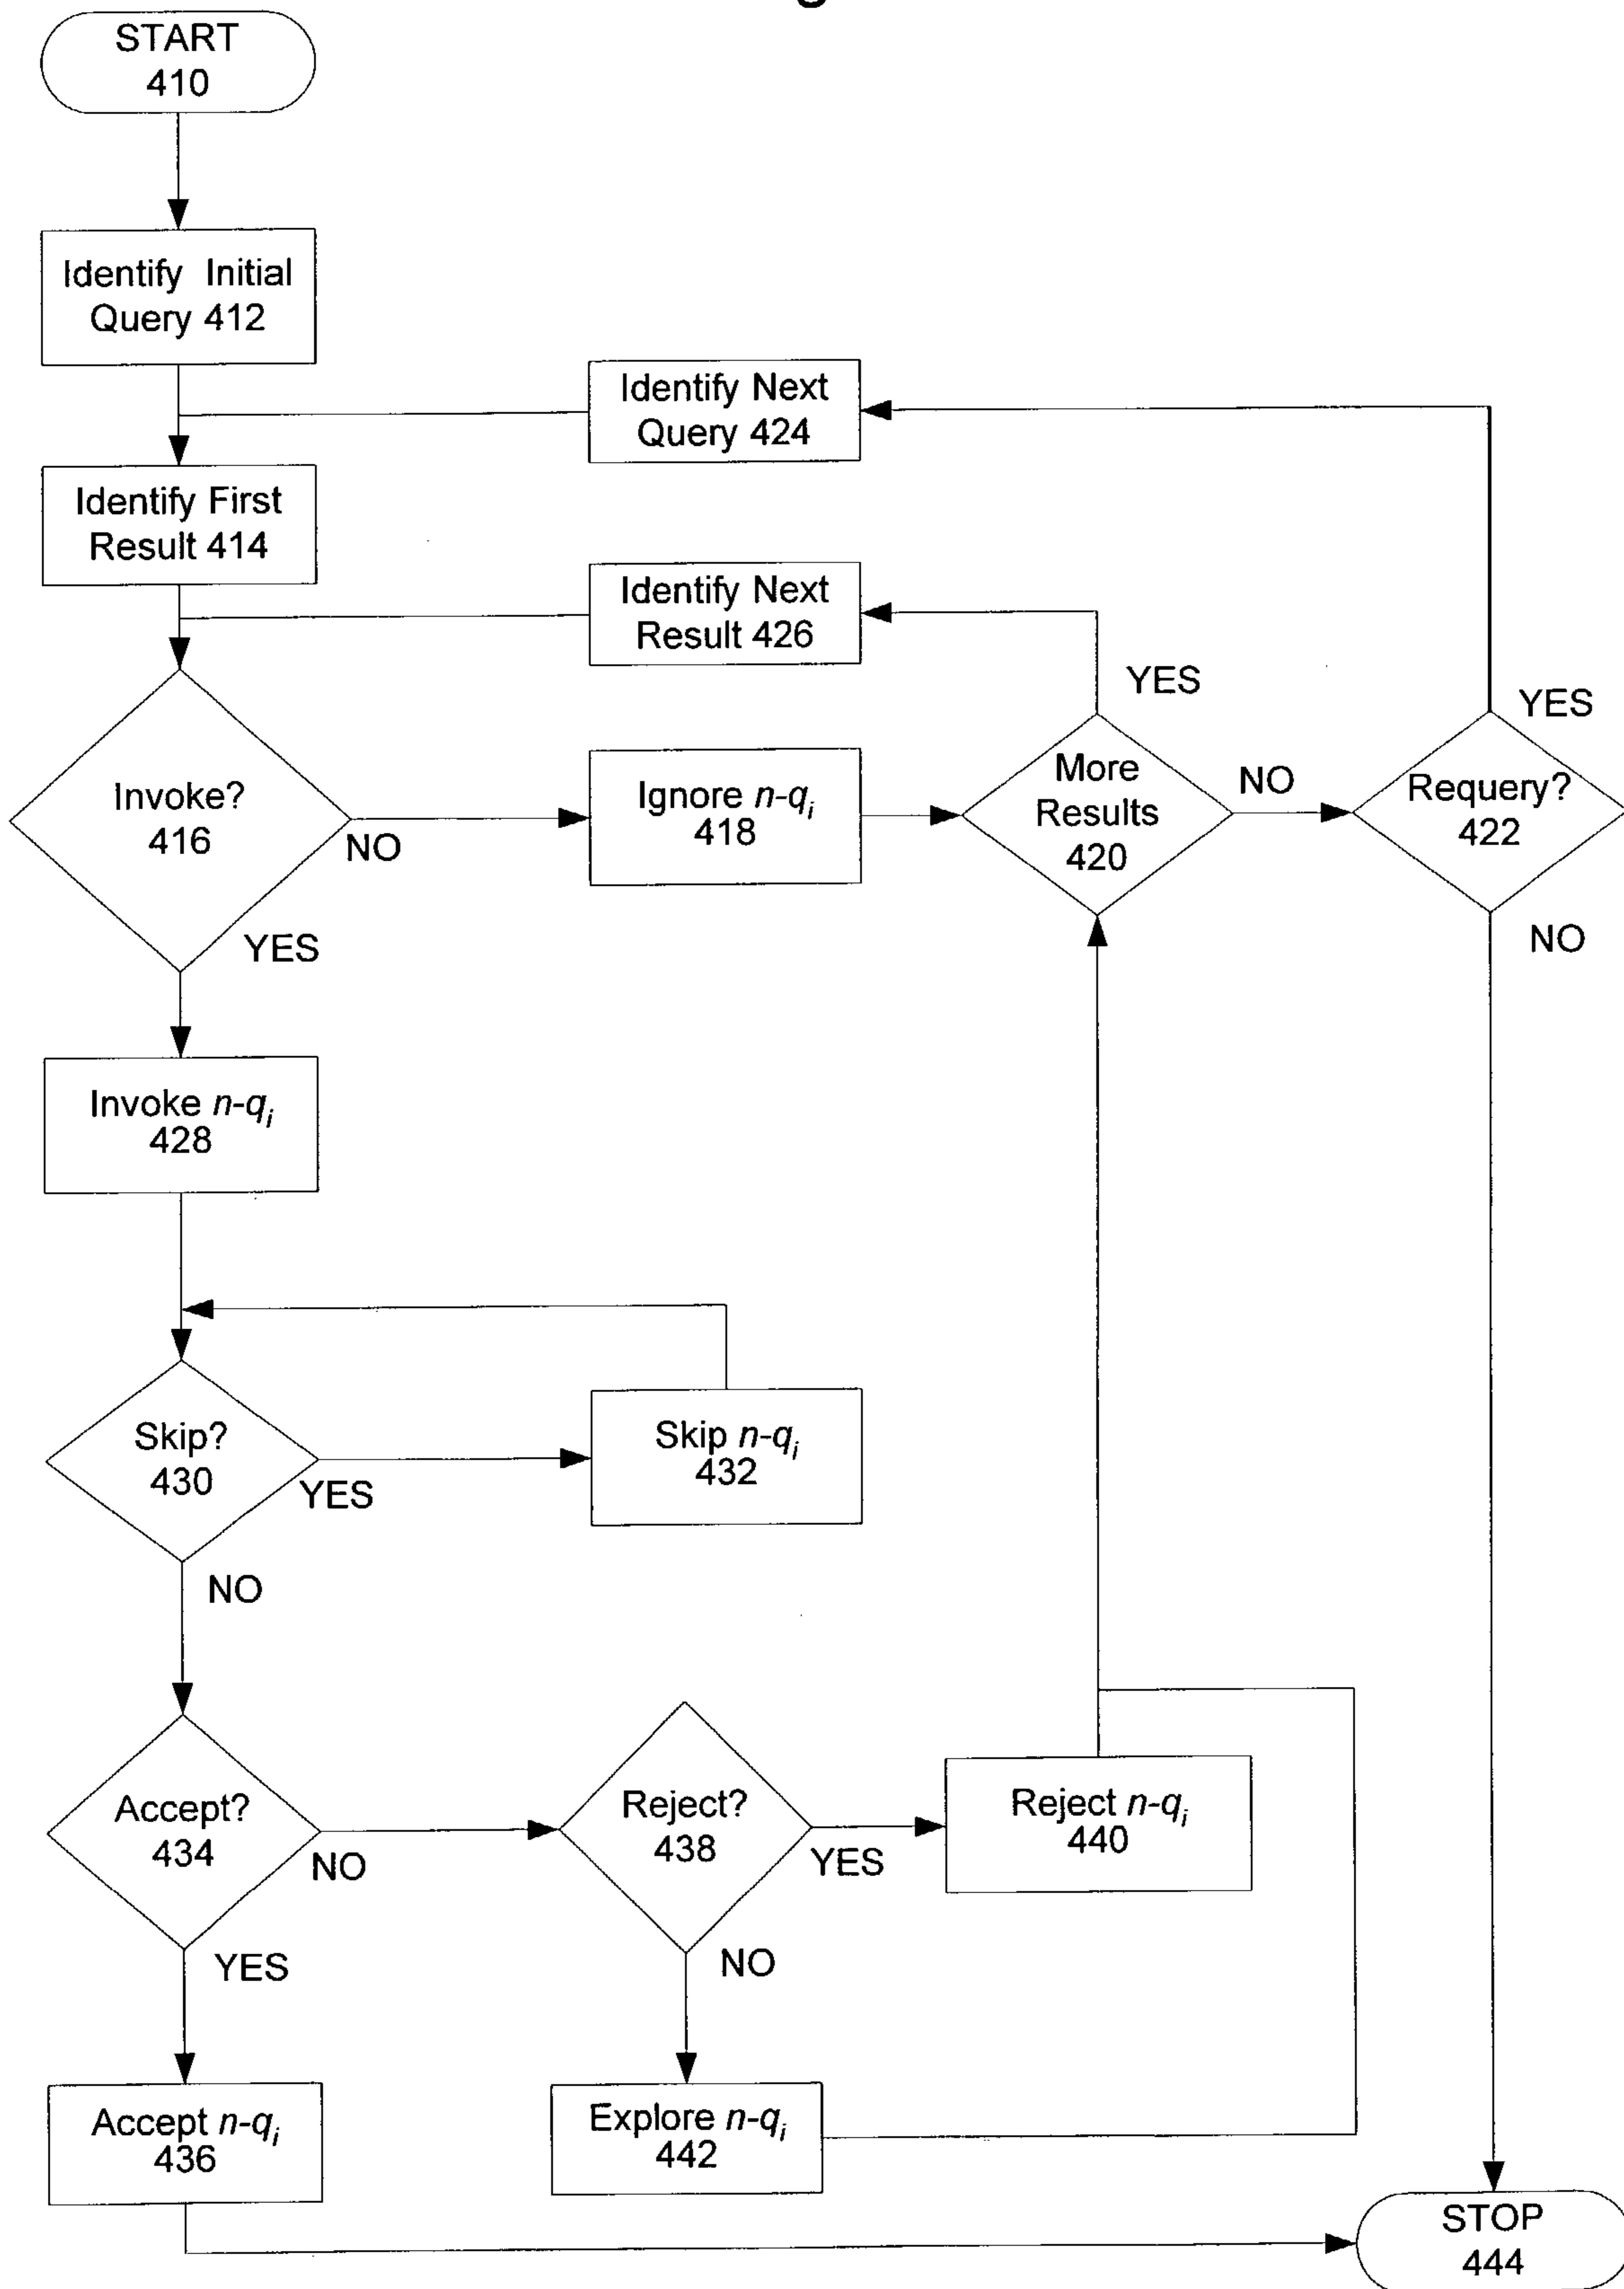 START
410
Identify Initial
Query 412
Identify Next
Query 424
Identify First
Result 414
Identify Next
Result 426
YES
YES
Invoke?
416
NO
Ignore n-qi
418
More
Results
420
NO
Requery?
422
YES
NO
Invoke n-qi
428
Skip?
430
YES
Skip n-qi
432
NO
Accept?
434
NO
Reject?
438
YES
Reject n-qi
440
YES
NO
Accept n-qi
436
Explore n-qi
442
STOP
444